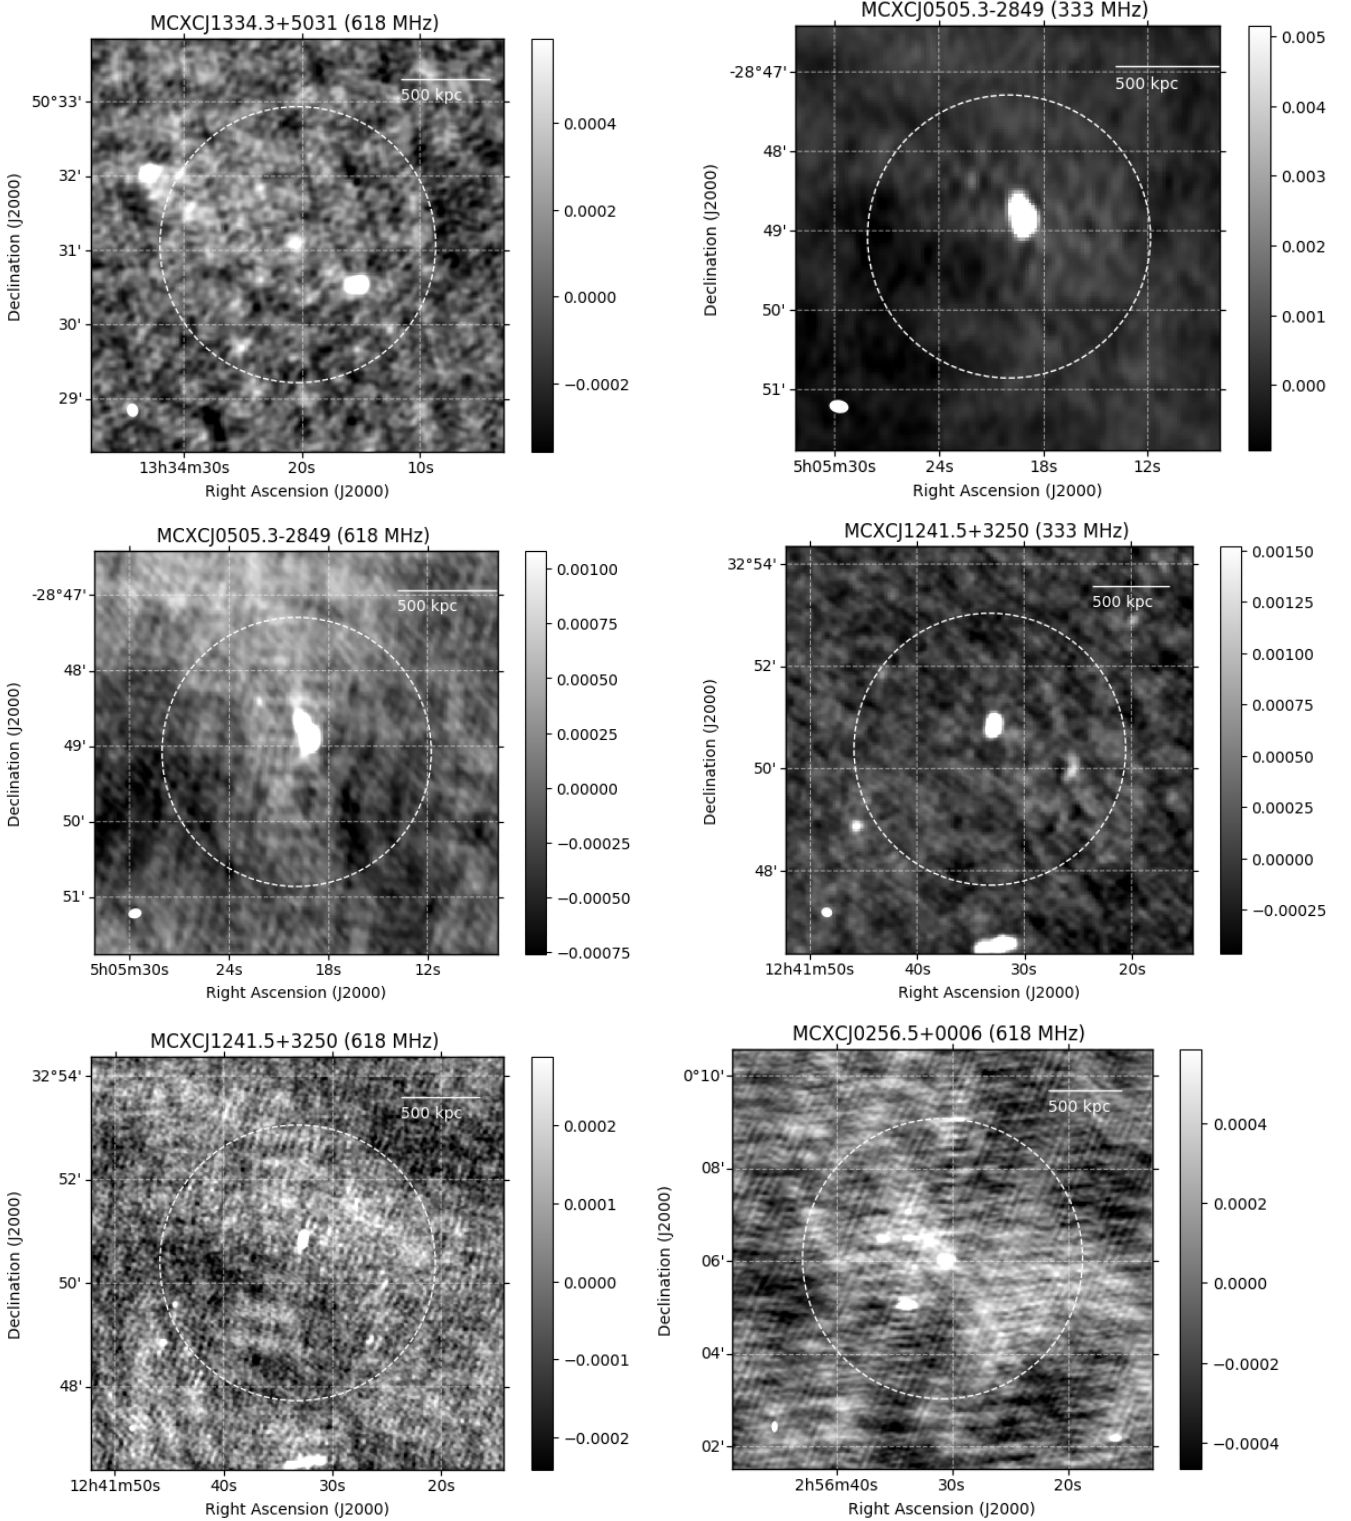 MCXCJ1334.3+5031 (618 MHz)
500 kpc
50°33'
32'
31'
30'
29'
Declination (J2000)
13h34m30s
20s
10s
Right Ascension (J2000)
0.0004
0.0002
0.0000
−0.0002
MCXCJ0505.3-2849 (333 MHz)
500 kpc
-28°47'
48'
49'
50'
51'
Declination (J2000)
5h05m30s
24s
18s
12s
Right Ascension (J2000)
0.005
0.004
0.003
0.002
0.001
0.000
MCXCJ0505.3-2849 (618 MHz)
500 kpc
-28°47'
48'
49'
50'
51'
Declination (J2000)
5h05m30s
24s
18s
12s
Right Ascension (J2000)
0.00100
0.00075
0.00050
0.00025
0.00000
−0.00025
−0.00050
−0.00075
MCXCJ1241.5+3250 (333 MHz)
500 kpc
32°54'
52'
50'
48'
Declination (J2000)
12h41m50s
40s
30s
20s
Right Ascension (J2000)
0.00150
0.00125
0.00100
0.00075
0.00050
0.00025
0.00000
−0.00025
MCXCJ1241.5+3250 (618 MHz)
500 kpc
32°54'
52'
50'
48'
Declination (J2000)
12h41m50s
40s
30s
20s
Right Ascension (J2000)
0.0002
0.0001
0.0000
−0.0001
−0.0002
MCXCJ0256.5+0006 (618 MHz)
500 kpc
0°10'
08'
06'
04'
02'
Declination (J2000)
2h56m40s
30s
20s
Right Ascension (J2000)
0.0004
0.0002
0.0000
−0.0002
−0.0004